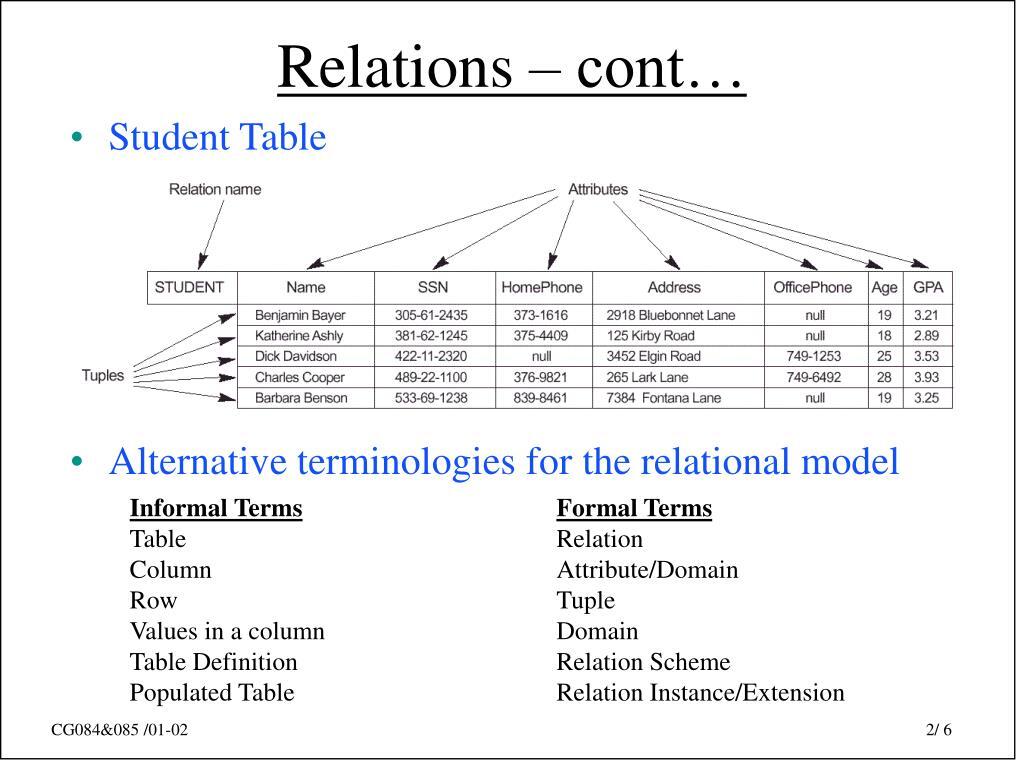 Relations – cont…
• Student Table
Relation name Attributes
STUDENT Name SSN HomePhone Address OfficePhone Age GPA
Benjamin Bayer 305-61-2435 373-1616 2918 Bluebonnet Lane null 19 3.21
Katherine Ashly 381-62-1245 375-4409 125 Kirby Road null 18 2.89
Dick Davidson 422-11-2320 null 3452 Elgin Road 749-1253 25 3.53
Tuples Charles Cooper 489-22-1100 376-9821 265 Lark Lane 749-6492 28 3.93
Barbara Benson 533-69-1238 839-8461 7384 Fontana Lane null 19 3.25
• Alternative terminologies for the relational model
Informal Terms Formal Terms
Table Relation
Column Attribute/Domain
Row Tuple
Values in a column Domain
Table Definition Relation Scheme
Populated Table Relation Instance/Extension
CG084&085 /01-02 2/ 6